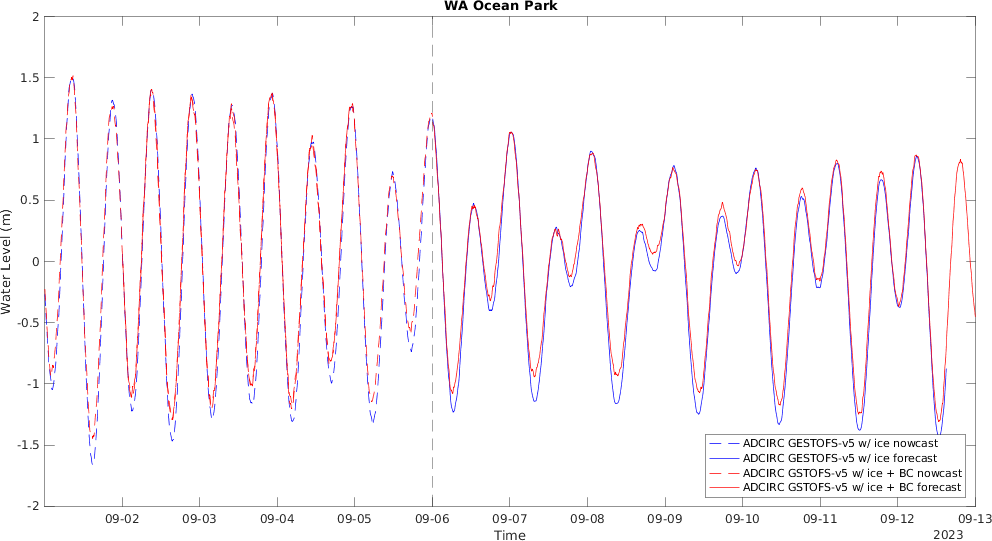 WA Ocean Park
2
1.5
1
0.5
0
-0.5
-1
-1.5
-2
Water Level (m)
ADCIRC GESTOFS-v5 w/ ice nowcast
ADCIRC GESTOFS-v5 w/ ice forecast
ADCIRC GSTOFS-v5 w/ ice + BC nowcast
ADCIRC GSTOFS-v5 w/ ice + BC forecast
09-02 09-03 09-04 09-05 09-06 09-07 09-08 09-09 09-10 09-11 09-12 09-13
Time
2023